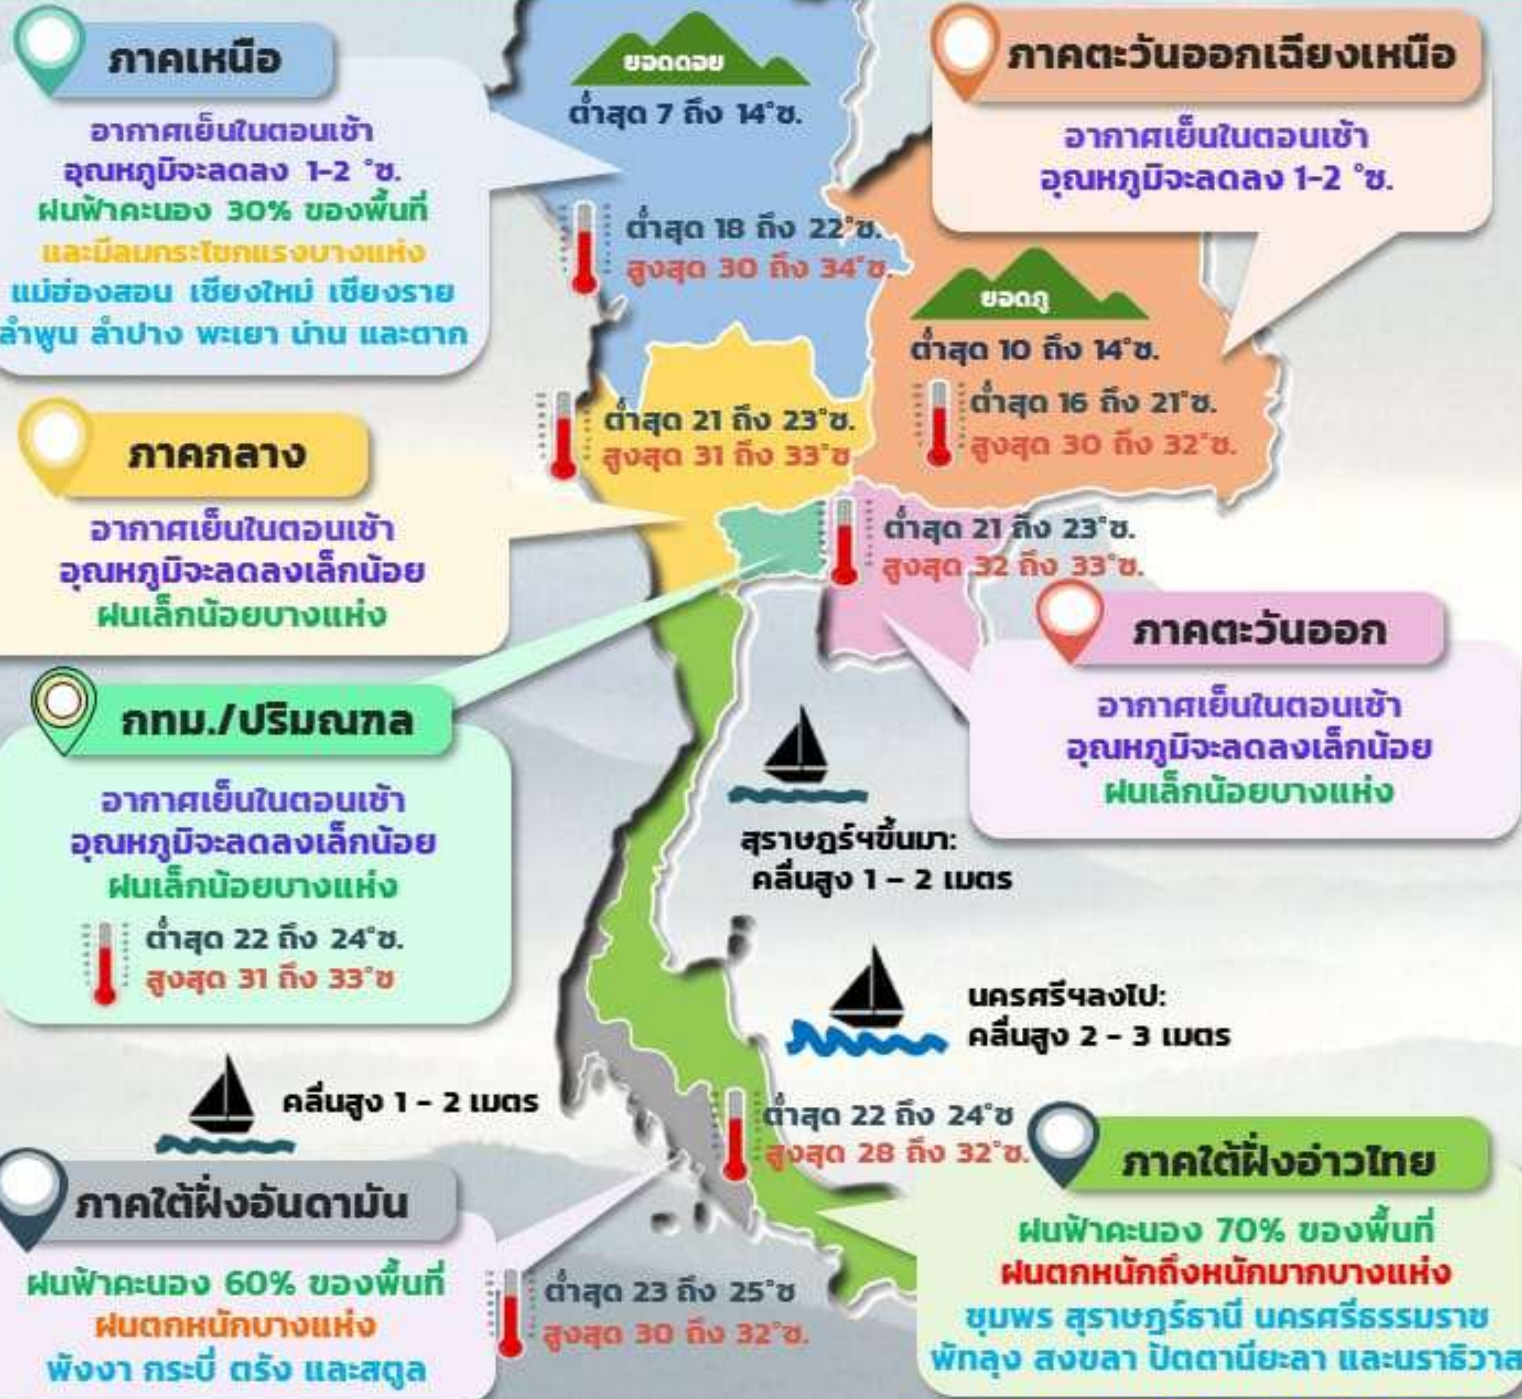 ภาคเหนือ
อากาศเย็นในตอนเช้า
อุณหภูมิจะลดลง 1-2 °ซ.
ฝนฟ้าคะนอง 30% ของพื้นที่
และมีลมกระโชกแรงบางแห่ง
แม่ฮ่องสอน เชียงใหม่ เชียงราย
ลำพูน ลำปาง พะเยา น่าน และตาก
ยอดดอย
ต่ำสุด 7 ถึง 14°ซ.
ต่ำสุด 18 ถึง 22°ซ.
สูงสุด 30 ถึง 34°ซ.
ภาคตะวันออกเฉียงเหนือ
อากาศเย็นในตอนเช้า
อุณหภูมิจะลดลง 1-2 °ซ.
ยอดภู
ต่ำสุด 10 ถึง 14°ซ.
ต่ำสุด 16 ถึง 21°ซ.
สูงสุด 30 ถึง 32°ซ.
ภาคกลาง
อากาศเย็นในตอนเช้า
อุณหภูมิจะลดลงเล็กน้อย
ฝนเล็กน้อยบางแห่ง
ต่ำสุด 21 ถึง 23°ซ.
สูงสุด 31 ถึง 33°ซ
ต่ำสุด 21 ถึง 23°ซ.
สูงสุด 32 ถึง 33°ซ.
ภาคตะวันออก
อากาศเย็นในตอนเช้า
อุณหภูมิจะลดลงเล็กน้อย
ฝนเล็กน้อยบางแห่ง
กทม./ปริมณฑล
อากาศเย็นในตอนเช้า
อุณหภูมิจะลดลงเล็กน้อย
ฝนเล็กน้อยบางแห่ง
ต่ำสุด 22 ถึง 24°ซ.
สูงสุด 31 ถึง 33°ซ
สุราษฎร์ฯขึ้นมา:
คลื่นสูง 1 – 2 เมตร
นครศรีฯลงไป:
คลื่นสูง 2 – 3 เมตร
คลื่นสูง 1 – 2 เมตร
ภาคใต้ฝั่งอันดามัน
ฝนฟ้าคะนอง 60% ของพื้นที่
ฝนตกหนักบางแห่ง
พังงา กระบี่ ตรัง และสตูล
ต่ำสุด 23 ถึง 25°ซ
สูงสุด 30 ถึง 32°ซ.
ต่ำสุด 22 ถึง 24°ซ
สูงสุด 28 ถึง 32°ซ.
ภาคใต้ฝั่งอ่าวไทย
ฝนฟ้าคะนอง 70% ของพื้นที่
ฝนตกหนักถึงหนักมากบางแห่ง
ชุมพร สุราษฎร์ธานี นครศรีธรรมราช
พัทลุง สงขลา ปัตตานียะลา และนราธิวาส